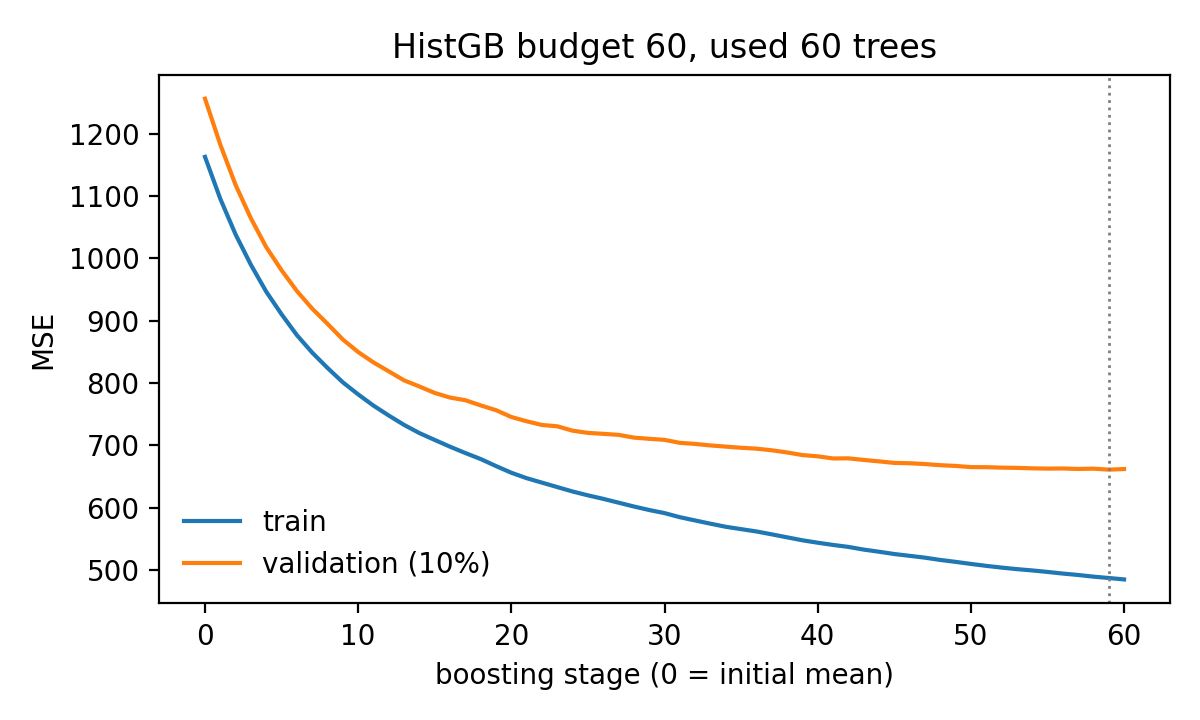 HistGB budget 60, used 60 trees
MSE
1200
1100
1000
900
800
700
600
500
train
validation (10%)
0 10 20 30 40 50 60
boosting stage (0 = initial mean)